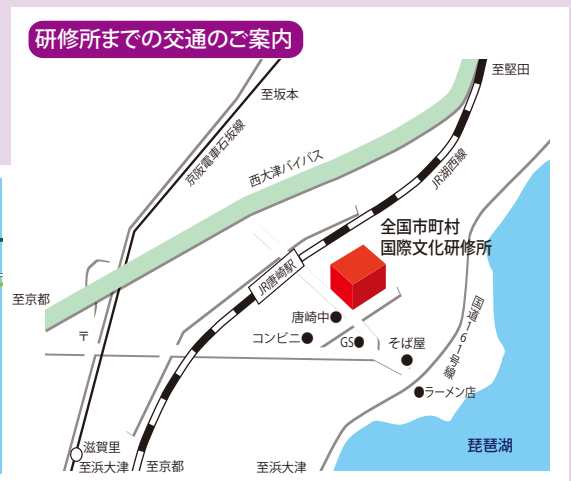 研修所までの交通のご案内
至堅田
至坂本
京阪電車石坂線
西大津バイパス
JR湖西線
全国市町村
国際文化研修所
JR唐崎駅
至京都
唐崎中
国道161号線
〒
コンビニ
GS
そば屋
ラーメン店
滋賀里
琵琶湖
至浜大津
至京都
至浜大津